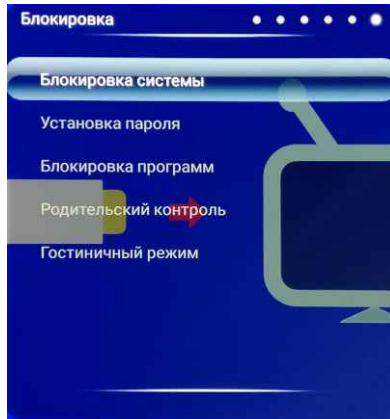 Блокировка
Блокировка системы
Установка пароля
Блокировка программ
Родительский контроль
Гостиничный режим